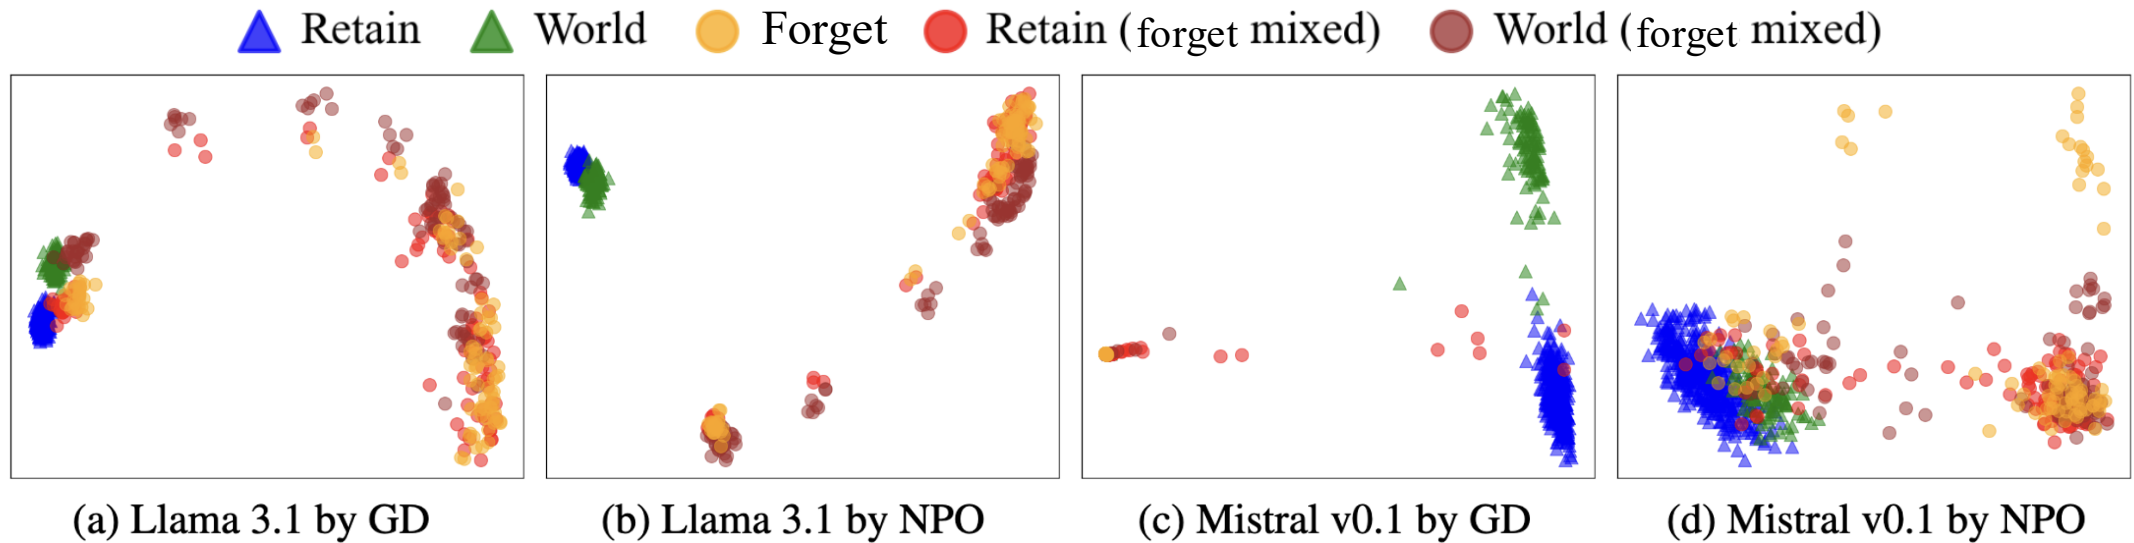 Retain World Forget Retain (forget mixed) World (forget mixed)
(a) Llama 3.1 by GD (b) Llama 3.1 by NPO (c) Mistral v0.1 by GD (d) Mistral v0.1 by NPO